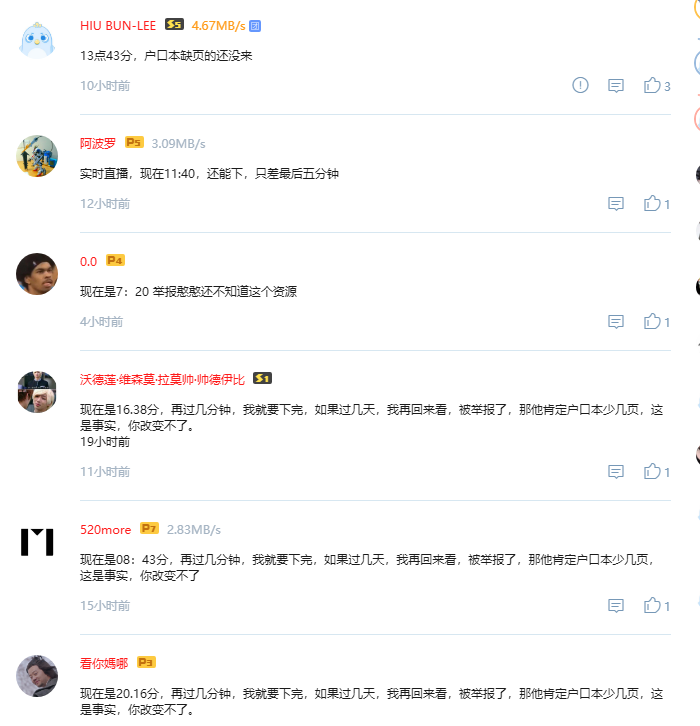 HIU BUN-LEE S5 4.67MB/s 团
13点43分，户口本缺页的还没来
10小时前 3
阿波罗 P5 3.09MB/s
实时直播，现在11:40，还能下，只差最后五分钟
12小时前 1
0.0 P4
现在是7：20 举报憨憨还不知道这个资源
4小时前 1
沃德莲·维森莫·拉莫帅·帅德伊比 S1
现在是16.38分，再过几分钟，我就要下完，如果过几天，我再回来看，被举报了，那他肯定户口本少几页，这
是事实，你改变不了。
19小时前
11小时前 1
520more P7 2.83MB/s
现在是08：43分，再过几分钟，我就要下完，如果过几天，我再回来看，被举报了，那他肯定户口本少几页，
这是事实，你改变不了
15小时前 1
看你媽哪 P3
现在是20.16分，再过几分钟，我就要下完，如果过几天，我再回来看，被举报了，那他肯定户口本少几页，这
是事实，你改变不了。